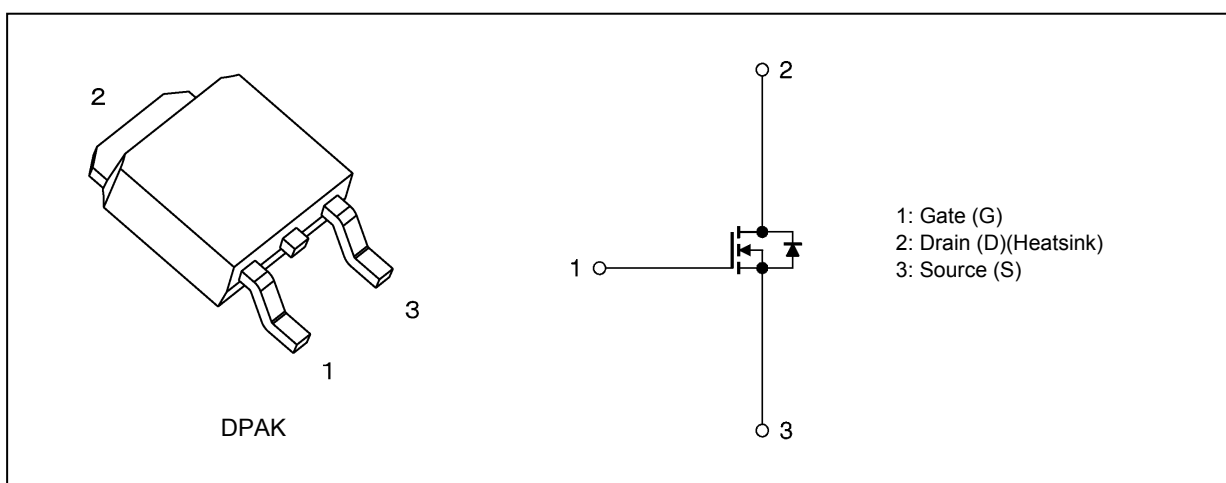 2
3
1
DPAK
2
1
3
1: Gate (G)
2: Drain (D)(Heatsink)
3: Source (S)